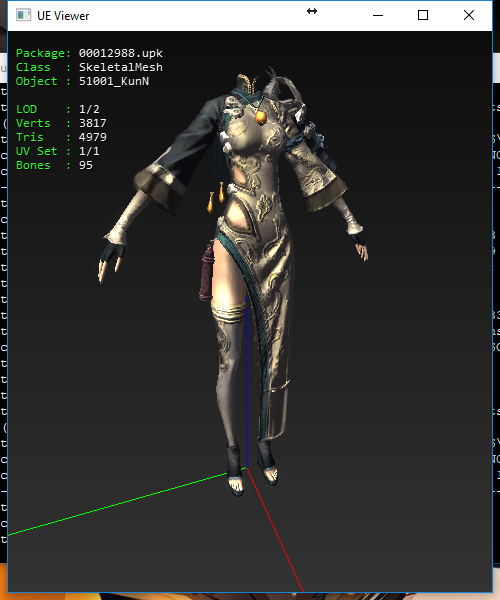 UE Viewer
Package: 00012988.upk
Class : SkeletalMesh
Object : 51001_KunN
LOD : 1/2
Verts : 3817
Tris : 4979
UV Set : 1/1
Bones : 95